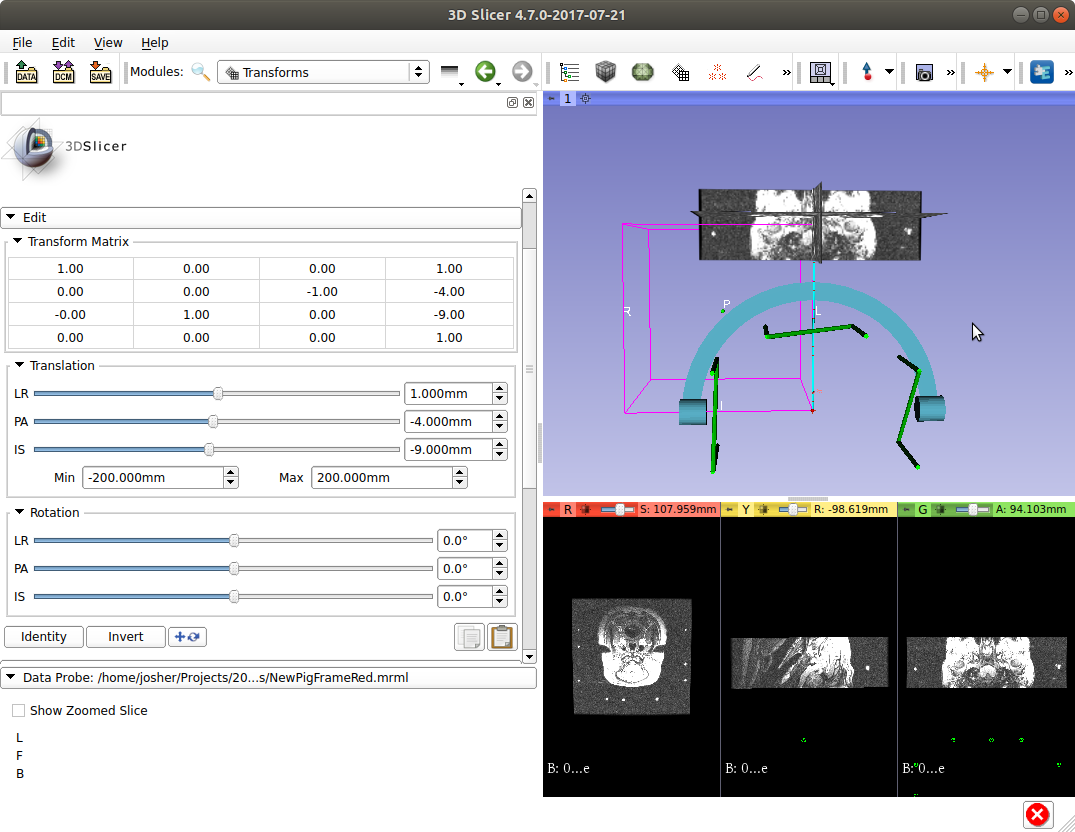 3D Slicer 4.7.0-2017-07-21
File Edit View Help
DATA DCM SAVE Modules: Transforms » » » »
1
3DSlicer
Edit
Transform Matrix
1.00 0.00 0.00 1.00
0.00 0.00 -1.00 -4.00
-0.00 1.00 0.00 -9.00
0.00 0.00 0.00 1.00
Translation
LR 1.000mm
PA -4.000mm
IS -9.000mm
Min -200.000mm Max 200.000mm
Rotation
LR 0.0°
PA 0.0°
IS 0.0°
Identity Invert
Data Probe: /home/josher/Projects/20...s/NewPigFrameRed.mrml
Show Zoomed Slice
L
F
B
P
R
L
R S: 107.959mm Y R: -98.619mm G A: 94.103mm
B: 0...e B: 0...e B: 0...e